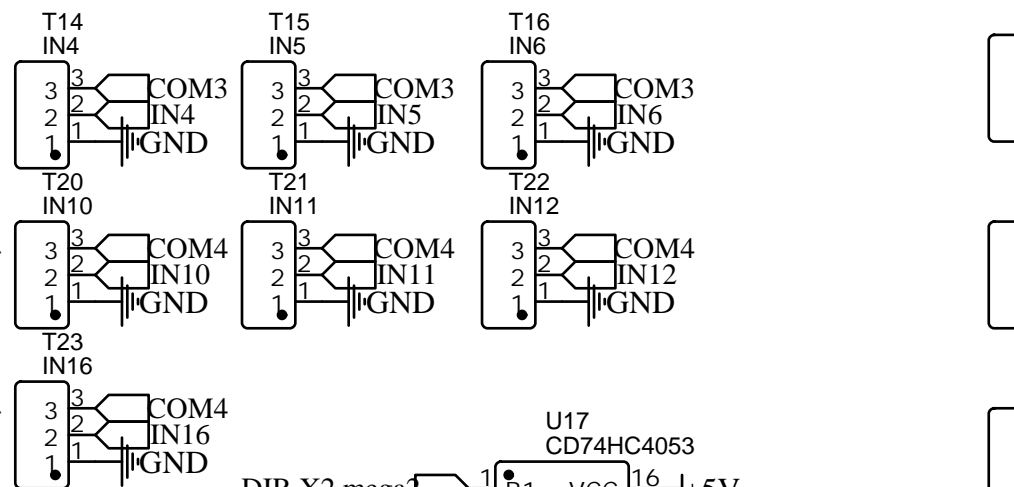 T14 T15 T16
IN4 IN5 IN6
3 3 COM3 3 3 COM3 3 3 COM3
2 2 IN4 2 2 IN5 2 2 IN6
1 1 GND 1 1 GND 1 1 GND
T20 T21 T22
IN10 IN11 IN12
3 3 COM4 3 3 COM4 3 3 COM4
2 2 IN10 2 2 IN11 2 2 IN12
1 1 GND 1 1 GND 1 1 GND
T23
IN16
3 3 COM4
2 2 IN16
1 1 GND
U17
CD74HC4053
1 16 +5V